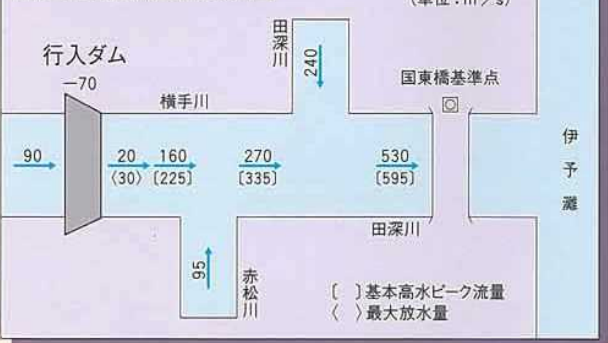 (単位:m³/s)
行入ダム
−70
横手川
田深川
240
国東橋基準点
伊予灘
90
20
〈30〉
160
〔225〕
270
〔335〕
530
〔595〕
田深川
95
赤松川
〔 〕基本高水ピーク流量
〈 〉最大放水量